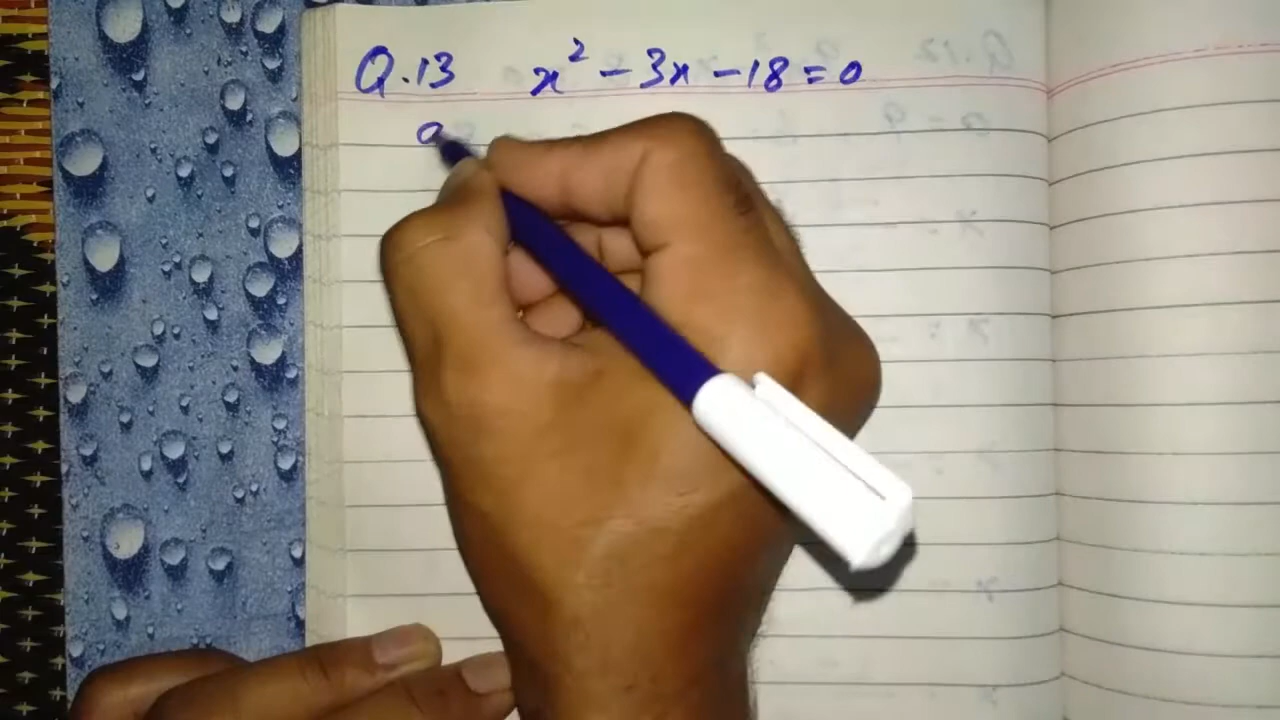 Q.13 x² - 3x - 18 = 0
a